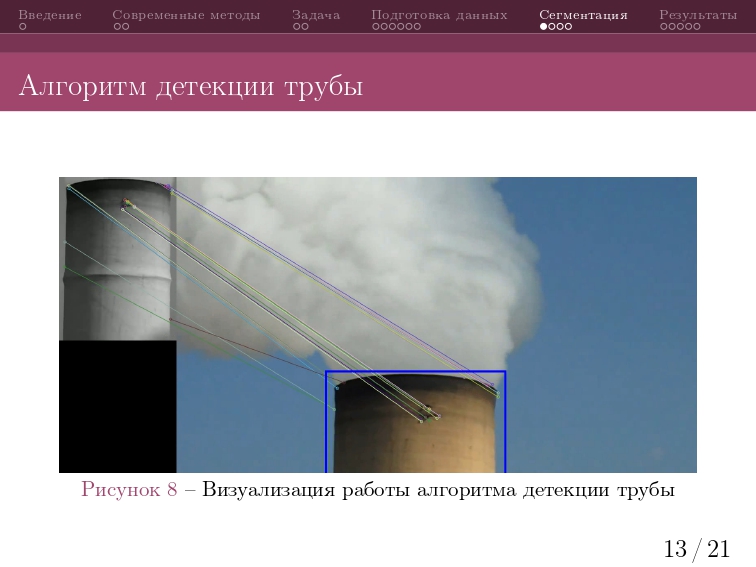 Введение Современные методы Задача Подготовка данных Сегментация Результаты
Алгоритм детекции трубы
Рисунок 8 – Визуализация работы алгоритма детекции трубы
13 / 21